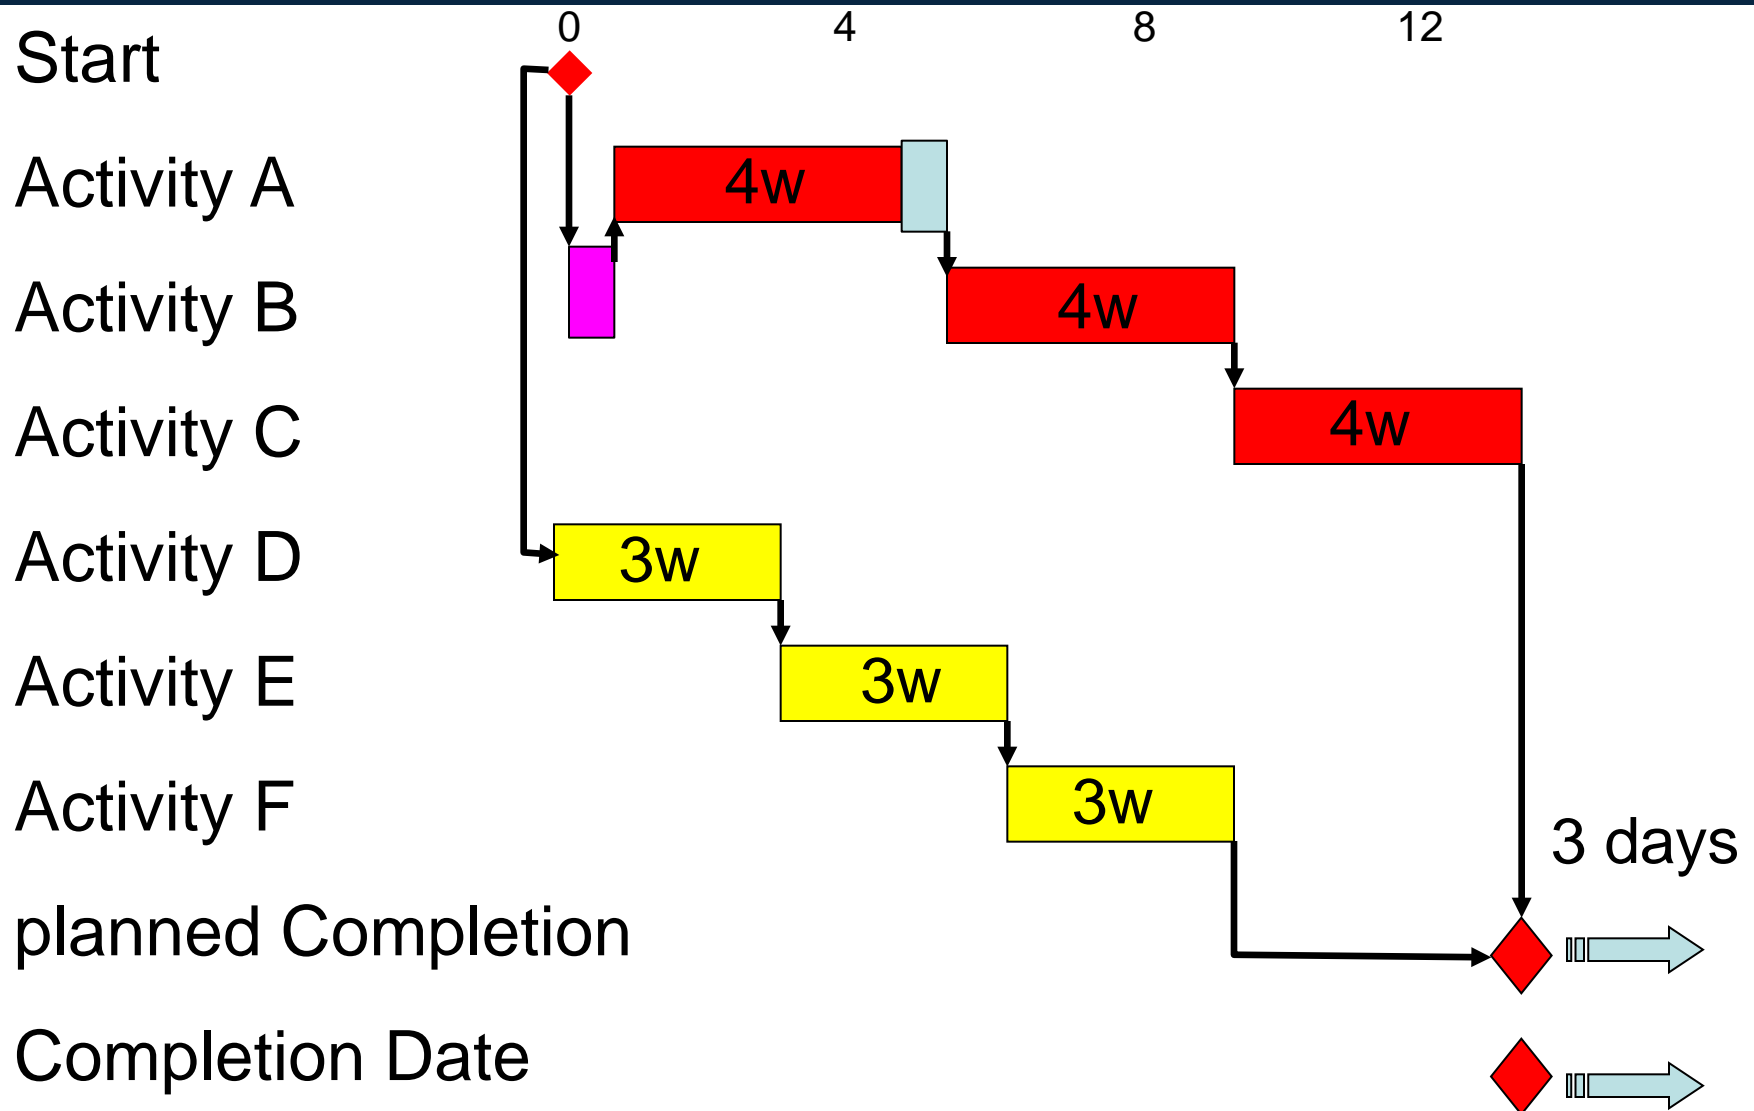 0 4 8 12
Start
Activity A 4w
Activity B 4w
Activity C 4w
Activity D 3w
Activity E 3w
Activity F 3w
3 days
planned Completion
Completion Date